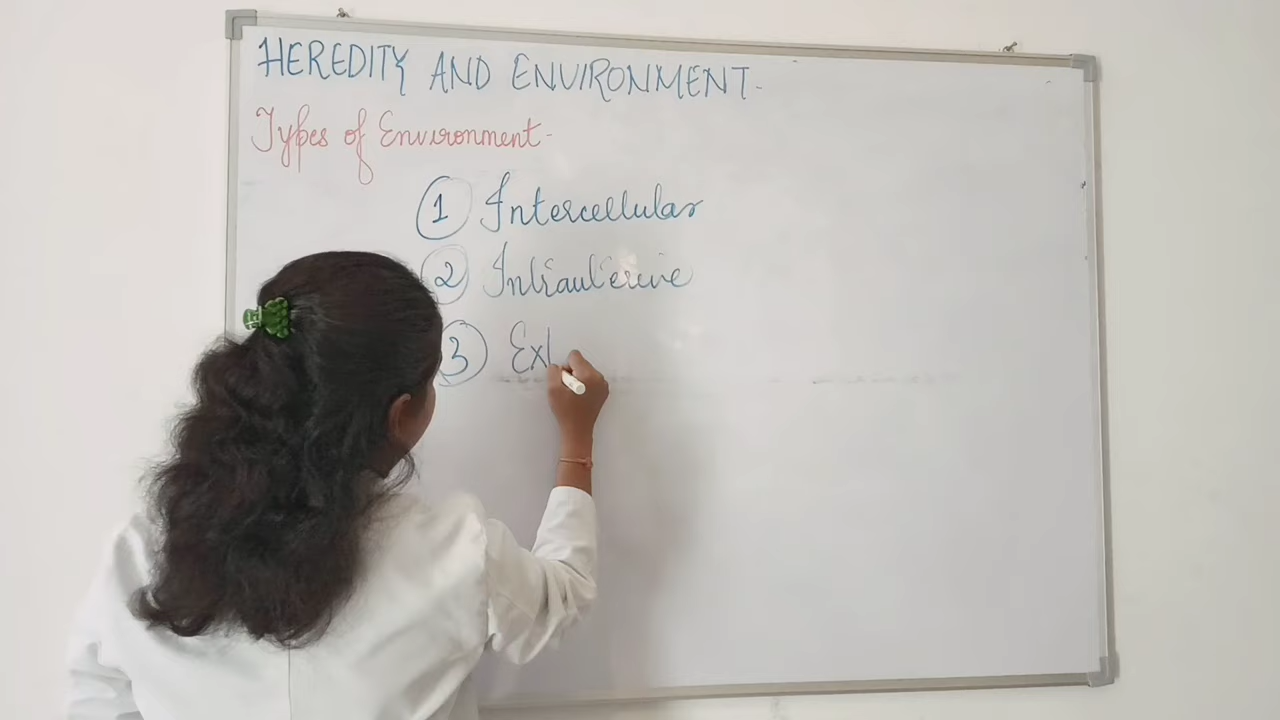 HEREDITY AND ENVIRONMENT-
Types of Environment-
1 Intercellular
2 Intrauterine
3 Ext